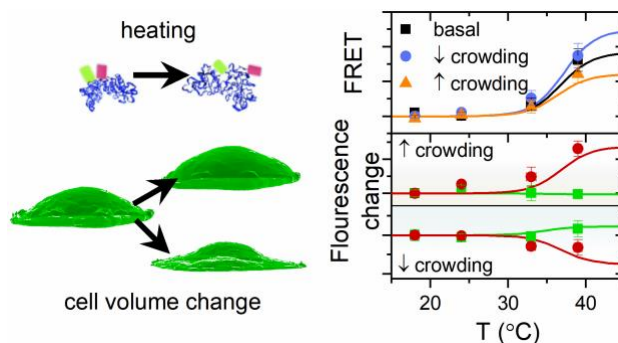 heating
cell volume change
FRET
basal
↓ crowding
↑ crowding
Flourescence
change
↑ crowding
↓ crowding
20 30 40
T (°C)